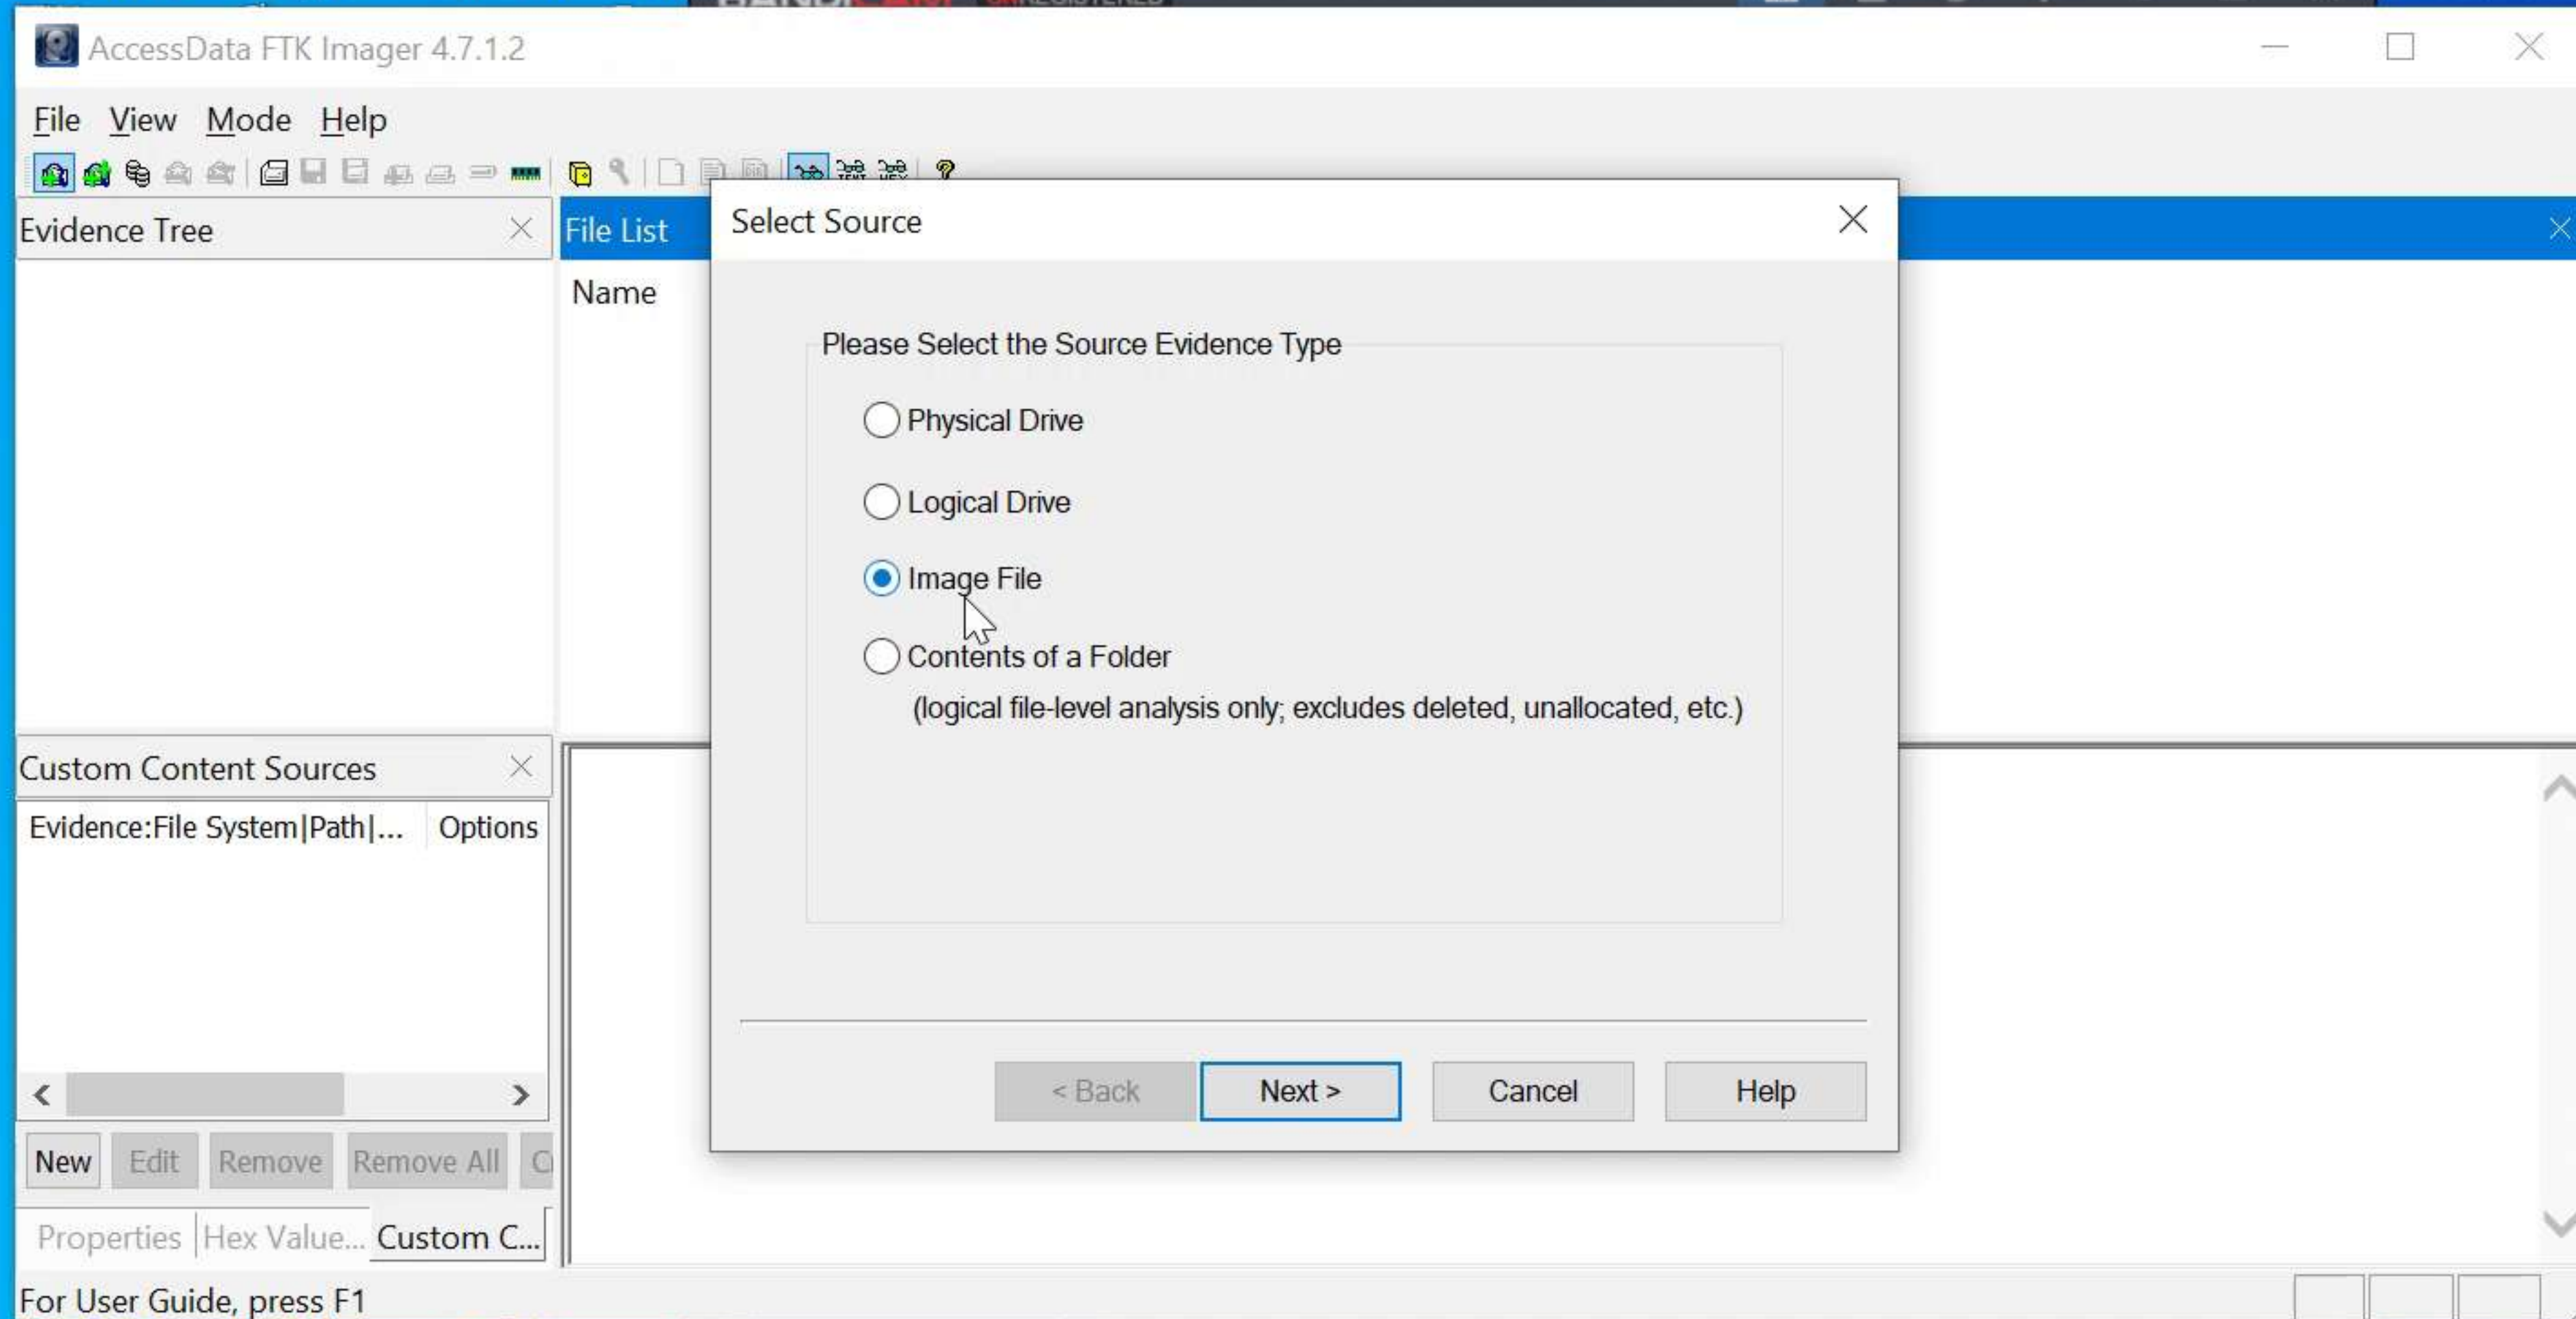 AccessData FTK Imager 4.7.1.2
File View Mode Help
Evidence Tree
File List
Name
Select Source
Please Select the Source Evidence Type
Physical Drive
Logical Drive
Image File
Contents of a Folder
(logical file-level analysis only; excludes deleted, unallocated, etc.)
< Back
Next >
Cancel
Help
Custom Content Sources
Evidence:File System|Path|... Options
New Edit Remove Remove All
Properties Hex Value... Custom C...
For User Guide, press F1